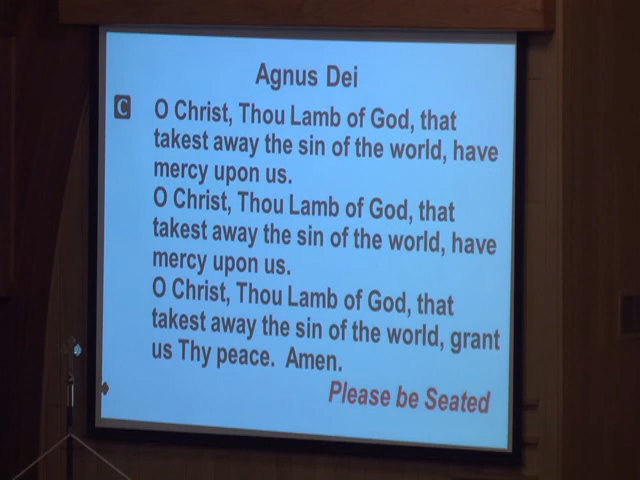 Agnus Dei
C O Christ, Thou Lamb of God, that
takest away the sin of the world, have
mercy upon us.
O Christ, Thou Lamb of God, that
takest away the sin of the world, have
mercy upon us.
O Christ, Thou Lamb of God, that
takest away the sin of the world, grant
us Thy peace. Amen.
Please be Seated